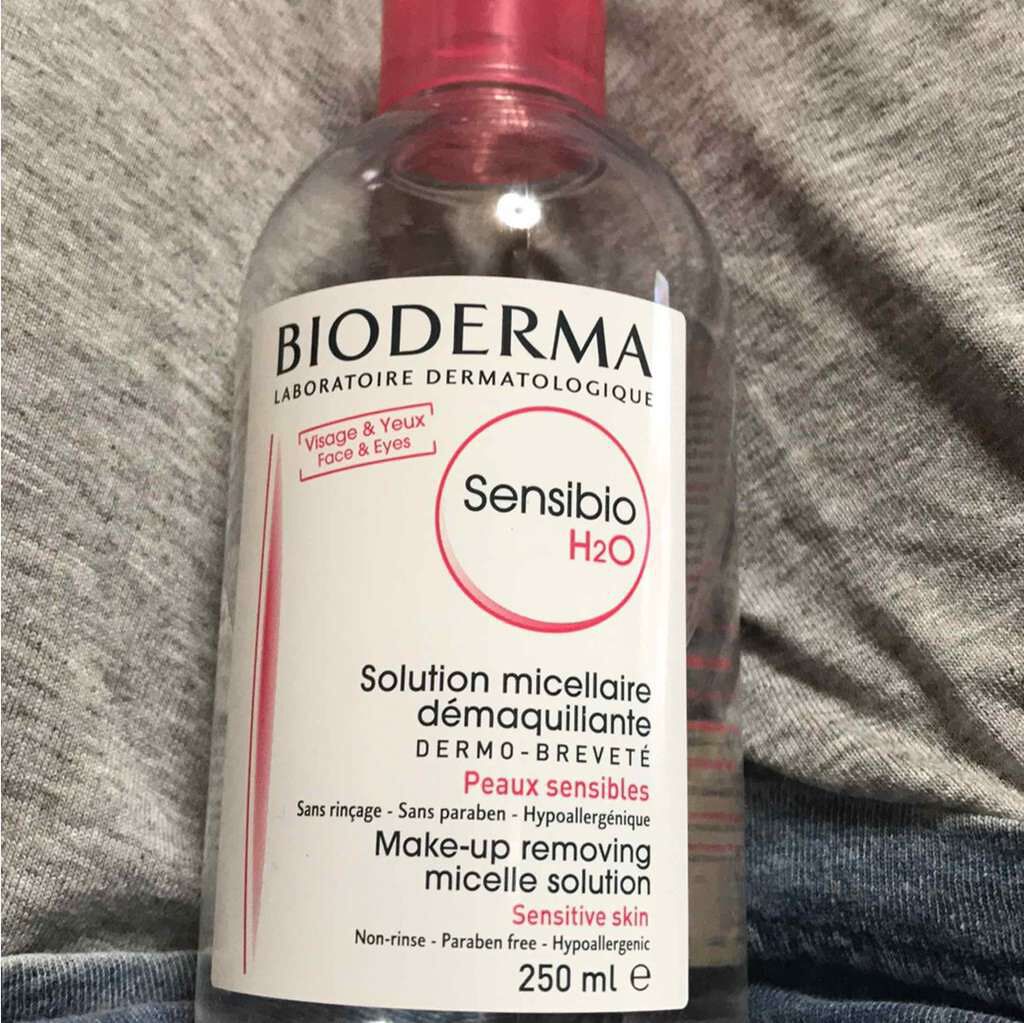 BIODERMA
LABORATOIRE DERMATOLOGIQUE
Visage & Yeux
Face & Eyes
Sensibio
H2O
Solution micellaire
démaquillante
DERMO-BREVETÉ
Peaux sensibles
Sans rinçage - Sans paraben - Hypoallergénique
Make-up removing
micelle solution
Sensitive skin
Non-rinse - Paraben free - Hypoallergenic
250 ml ℮